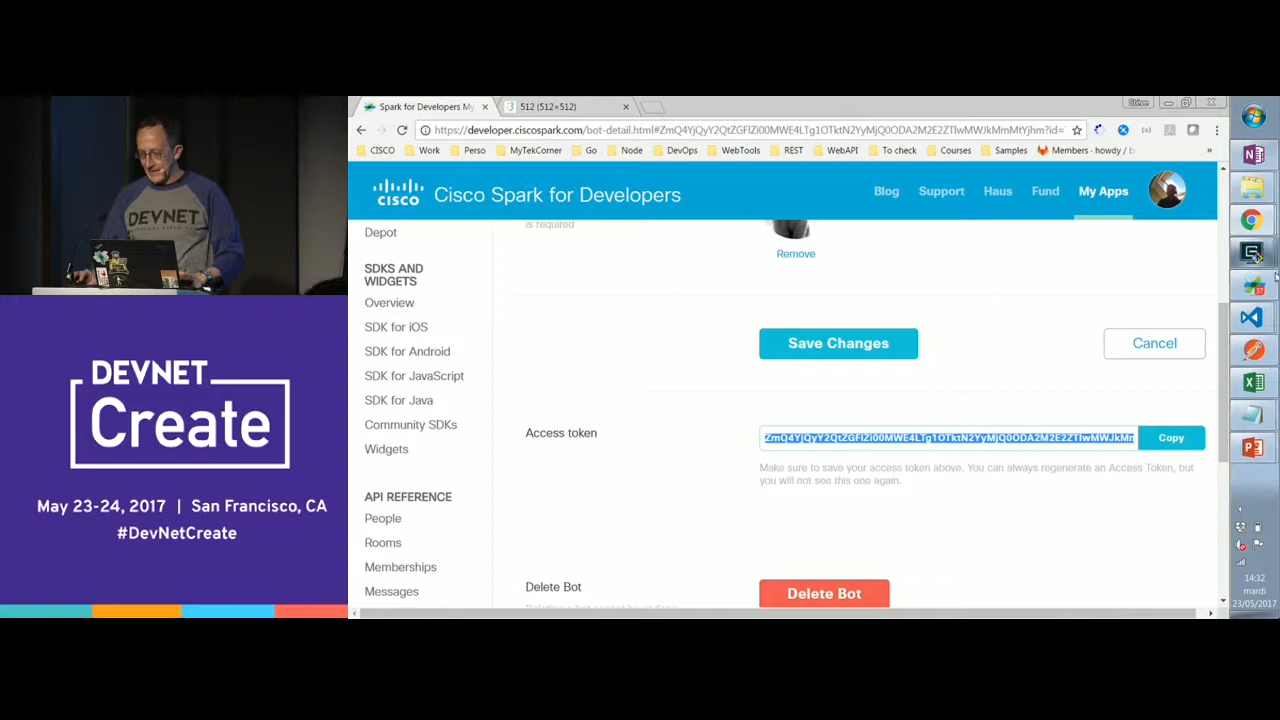 DEVNET
DEVNET
Create
May 23-24, 2017 | San Francisco, CA
#DevNetCreate
Spark for Developers My
512 (512×512)
Steve
https://developer.ciscospark.com/bot-detail.html#
CISCO
Work
Perso
MyTekCorner
Go
Node
DevOps
WebTools
REST
WebAPI
To check
Courses
Samples
Members - howdy / b
»
CISCO
Cisco Spark for Developers
Blog
Support
Haus
Fund
My Apps
Depot
SDKS AND
WIDGETS
Overview
SDK for iOS
SDK for Android
SDK for JavaScript
SDK for Java
Community SDKs
Widgets
API REFERENCE
People
Rooms
Memberships
Messages
is required
Remove
Save Changes
Cancel
Access token
Copy
Make sure to save your access token above. You can always regenerate an Access Token, but
you will not see this one again.
Delete Bot
Delete Bot
37
14:32
mardi
23/05/2017